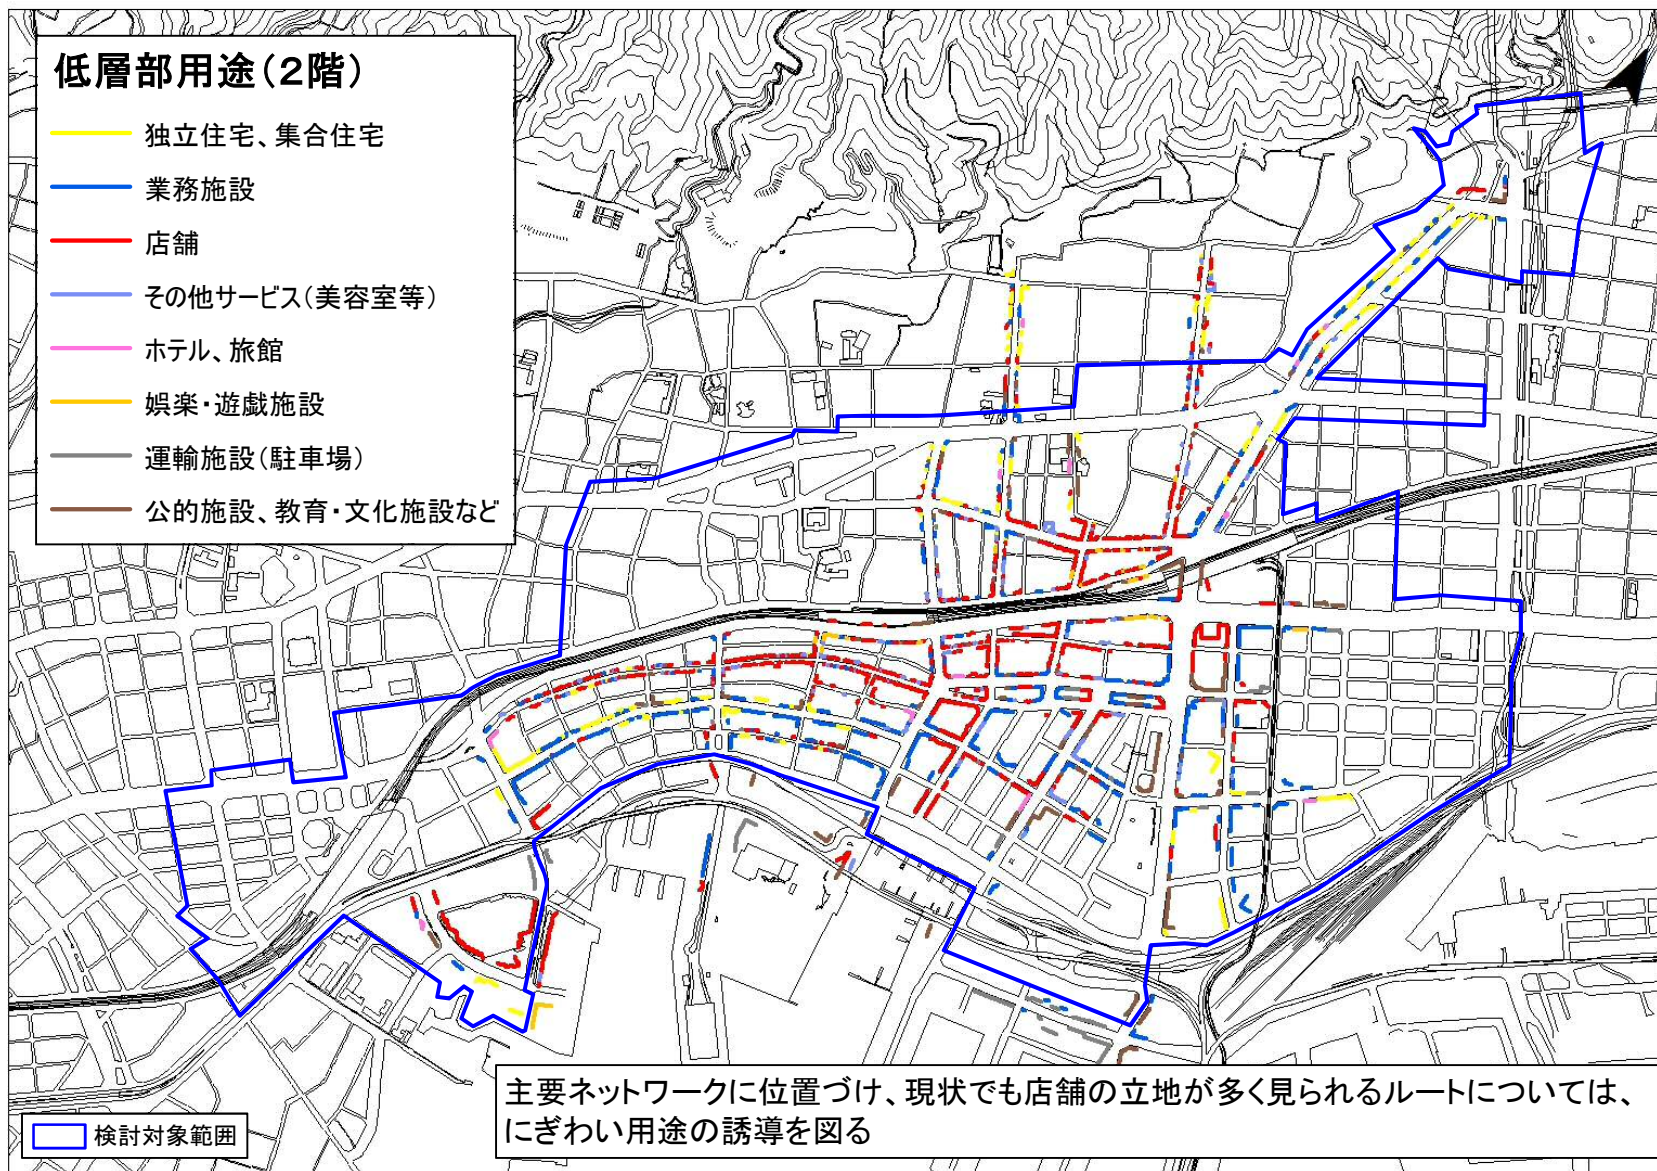 低層部用途(2階)
独立住宅、集合住宅
業務施設
店舗
その他サービス(美容室等)
ホテル、旅館
娯楽・遊戯施設
運輸施設(駐車場)
公的施設、教育・文化施設など
主要ネットワークに位置づけ、現状でも店舗の立地が多く見られるルートについては、
にぎわい用途の誘導を図る
検討対象範囲